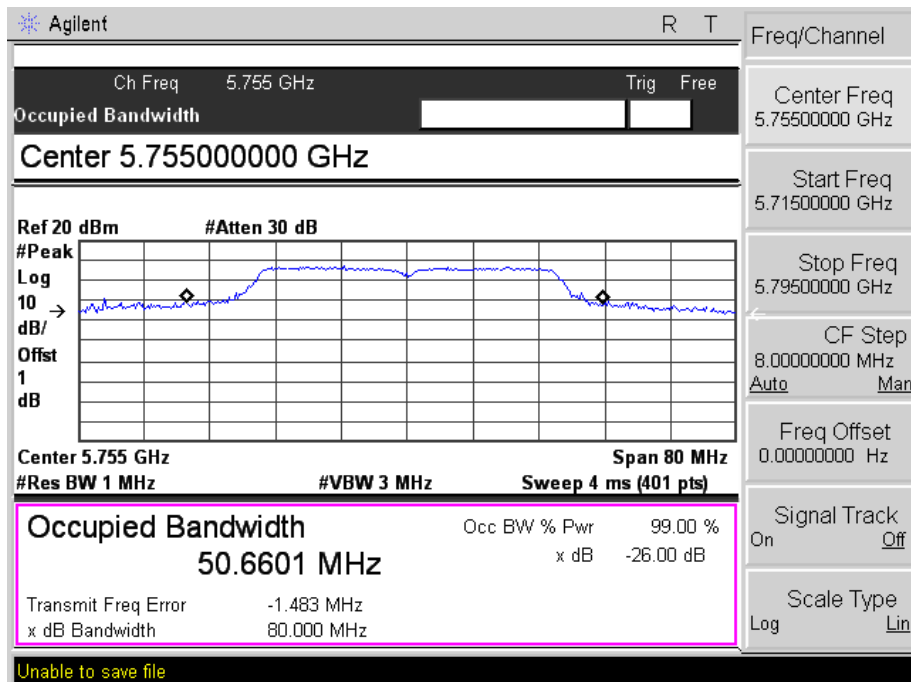 Agilent
R T
Ch Freq 5.755 GHz Trig Free
Occupied Bandwidth
Center 5.755000000 GHz
Ref 20 dBm #Atten 30 dB
#Peak
Log
10
dB/
Offst
1
dB
Center 5.755 GHz Span 80 MHz
#Res BW 1 MHz #VBW 3 MHz Sweep 4 ms (401 pts)
Occupied Bandwidth
50.6601 MHz
Occ BW % Pwr 99.00 %
x dB -26.00 dB
Transmit Freq Error -1.483 MHz
x dB Bandwidth 80.000 MHz
Unable to save file
Freq/Channel
Center Freq
5.75500000 GHz
Start Freq
5.71500000 GHz
Stop Freq
5.79500000 GHz
CF Step
8.00000000 MHz
Auto Man
Freq Offset
0.00000000 Hz
Signal Track
On Off
Scale Type
Log Lin